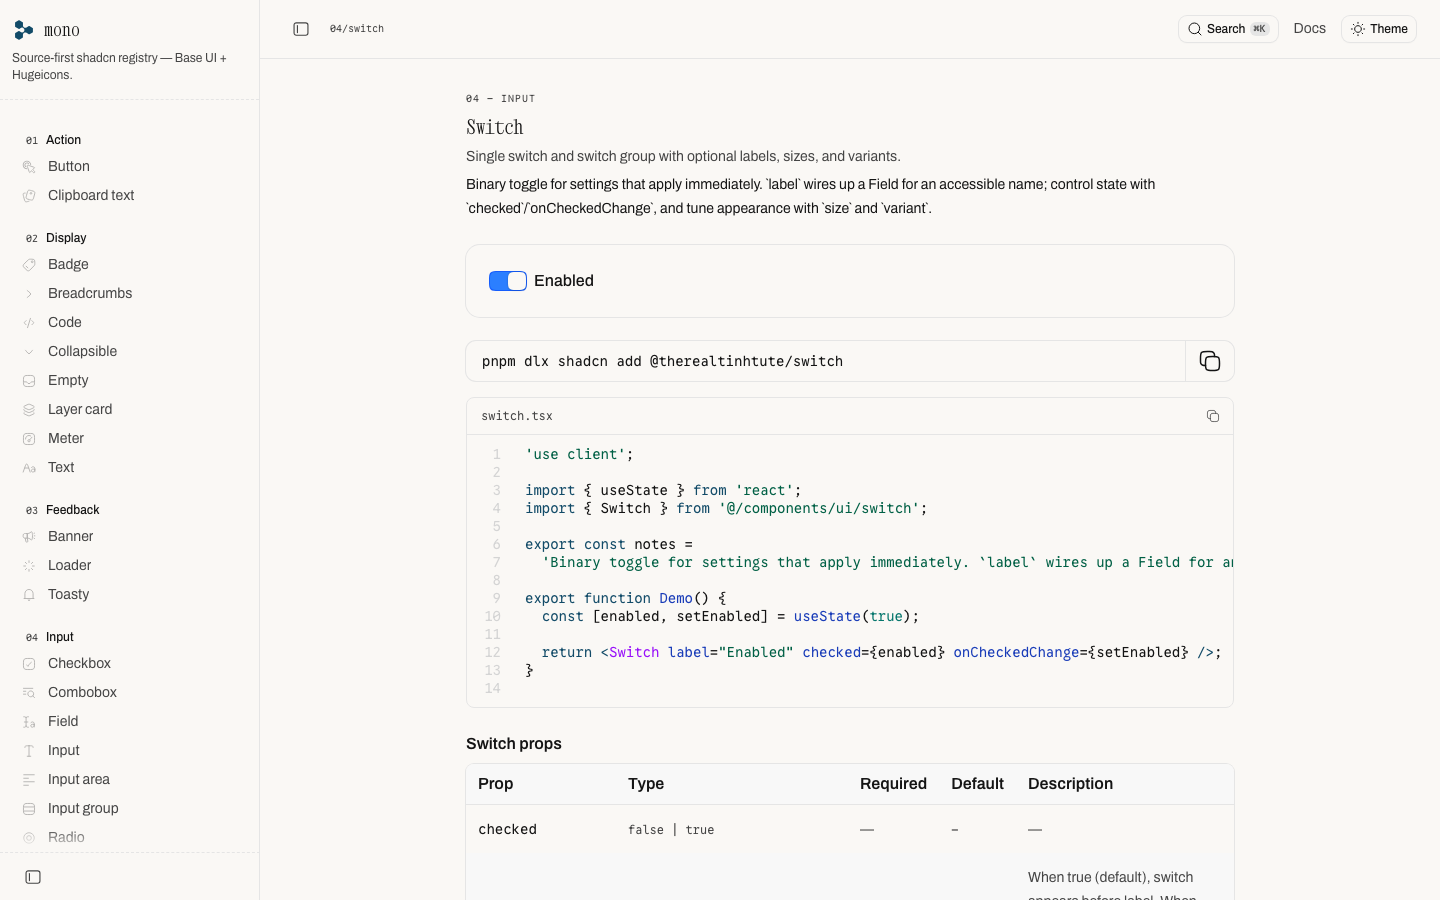 mono
Source-first shadcn registry — Base UI +
Hugeicons.
01 Action
Button
Clipboard text
02 Display
Badge
Breadcrumbs
Code
Collapsible
Empty
Layer card
Meter
Text
03 Feedback
Banner
Loader
Toasty
04 Input
Checkbox
Combobox
Field
Input
Input area
Input group
Radio
04/switch
Search ⌘K
Docs
Theme
04 — INPUT
Switch
Single switch and switch group with optional labels, sizes, and variants.
Binary toggle for settings that apply immediately. `label` wires up a Field for an accessible name; control state with
`checked`/`onCheckedChange`, and tune appearance with `size` and `variant`.
Enabled
pnpm dlx shadcn add @therealtinhtute/switch
switch.tsx
1 'use client';
2
3 import { useState } from 'react';
4 import { Switch } from '@/components/ui/switch';
5
6 export const notes =
7 'Binary toggle for settings that apply immediately. `label` wires up a Field for
8
9 export function Demo() {
10 const [enabled, setEnabled] = useState(true);
11
12 return <Switch label="Enabled" checked={enabled} onCheckedChange={setEnabled} />;
13 }
14
Switch props
Prop Type Required Default Description
checked false | true — - —
When true (default), switch
appears before label. When